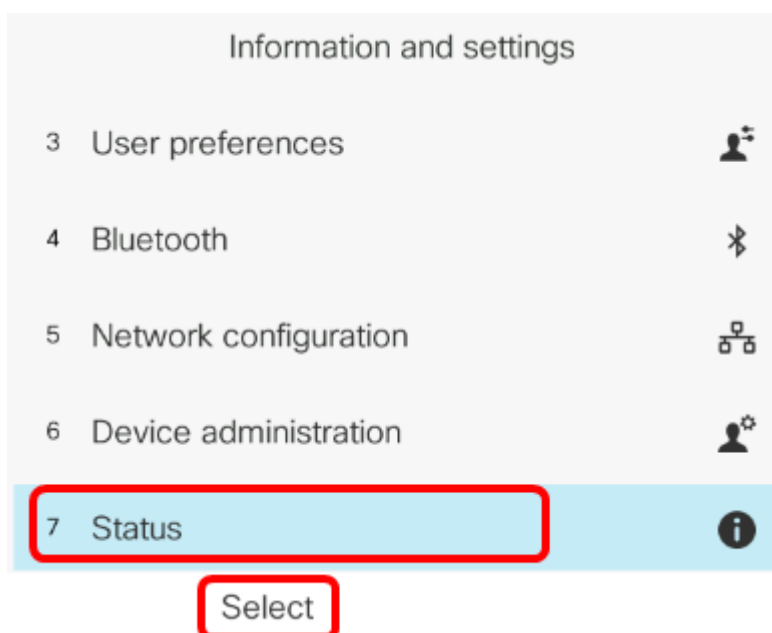 Information and settings
3 User preferences
4 Bluetooth
5 Network configuration
6 Device administration
7 Status
Select